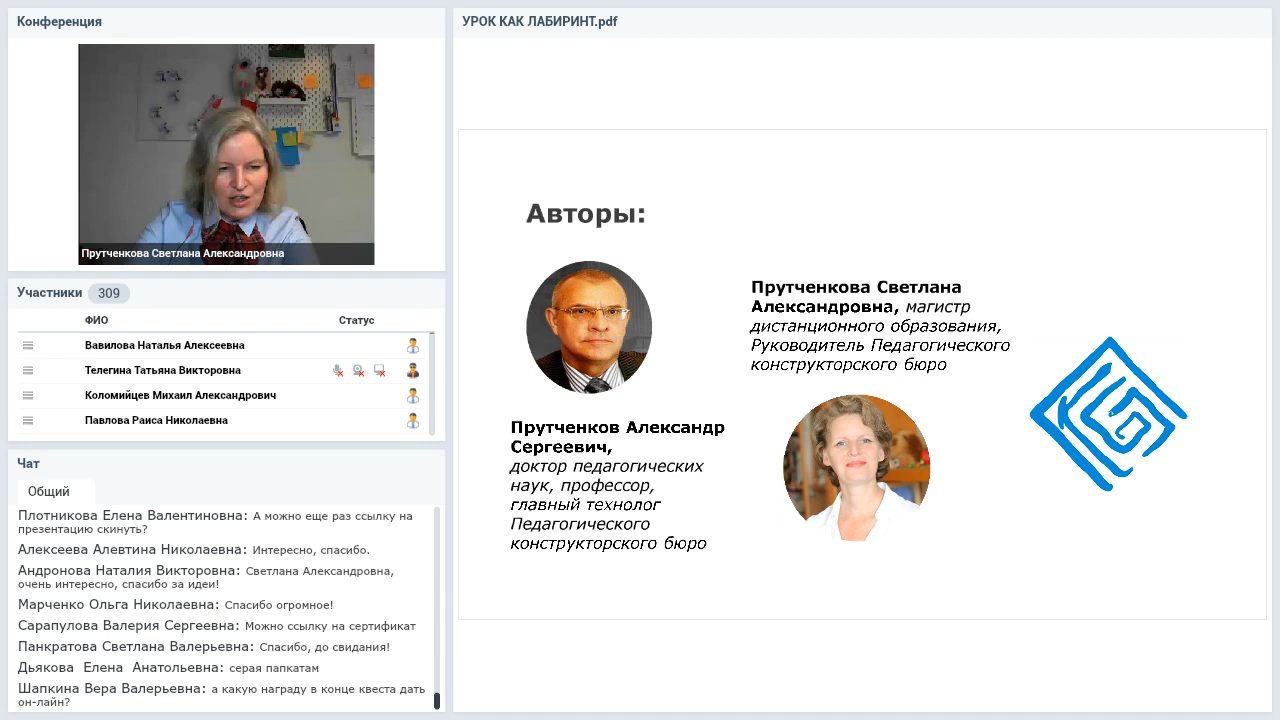 Конференция
Прутченкова Светлана Александровна
Участники 309
ФИО Статус
Вавилова Наталья Алексеевна
Телегина Татьяна Викторовна
Коломийцев Михаил Александрович
Павлова Раиса Николаевна
Чат
Общий
Плотникова Елена Валентиновна: А можно еще раз ссылку на
презентацию скинуть?
Алексеева Алевтина Николаевна: Интересно, спасибо.
Андронова Наталия Викторовна: Светлана Александровна,
очень интересно, спасибо за идеи!
Марченко Ольга Николаевна: Спасибо огромное!
Сарапулова Валерия Сергеевна: Можно ссылку на сертификат
Панкратова Светлана Валерьевна: Спасибо, до свидания!
Дьякова Елена Анатольевна: серая папкатам
Шапкина Вера Валерьевна: а какую награду в конце квеста дать
он-лайн?
УРОК КАК ЛАБИРИНТ.pdf
Авторы:
Прутченков Александр
Сергеевич,
доктор педагогических
наук, профессор,
главный технолог
Педагогического
конструкторского бюро
Прутченкова Светлана
Александровна, магистр
дистанционного образования,
Руководитель Педагогического
конструкторского бюро